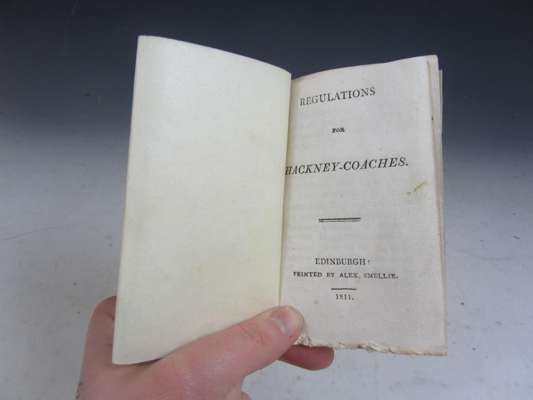 REGULATIONS
FOR
HACKNEY-COACHES.
EDINBURGH:
PRINTED BY ALEX. SMELLIE.
1811.